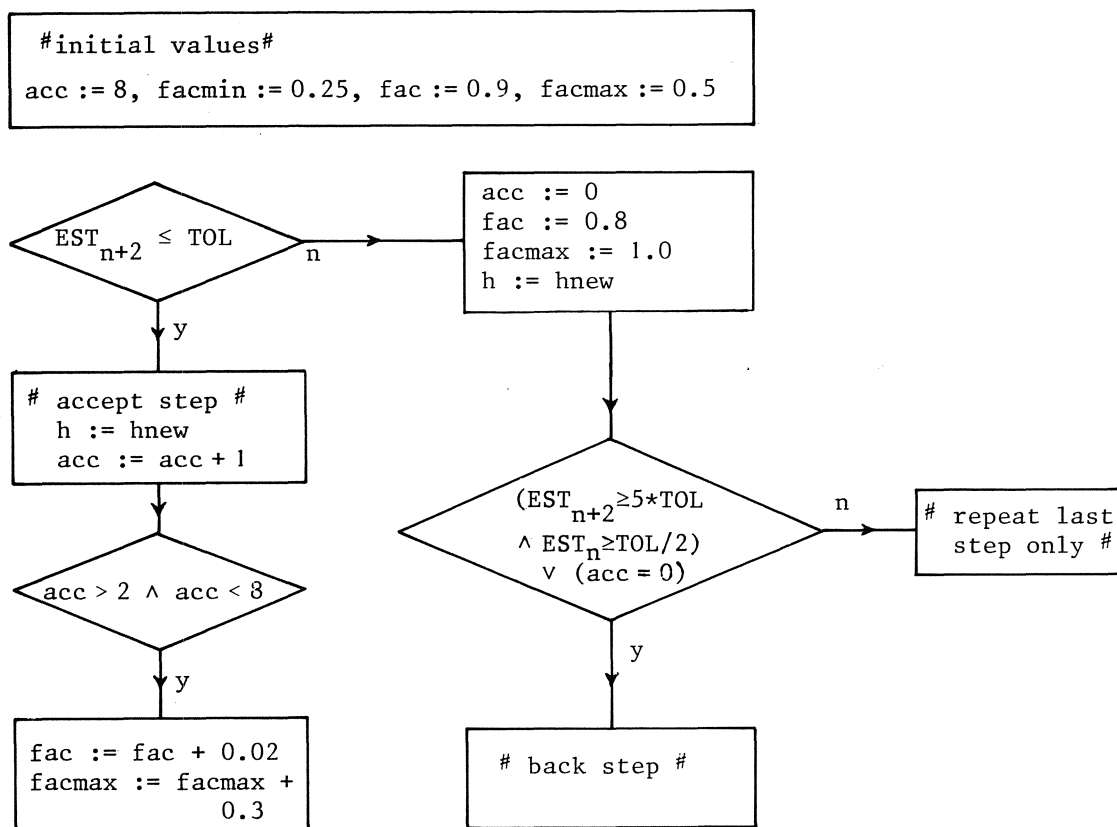 #initial values#
acc := 8, facmin := 0.25, fac := 0.9, facmax := 0.5
EST_{n+2} ≤ TOL
n
acc := 0
fac := 0.8
facmax := 1.0
h := hnew
y
# accept step #
h := hnew
acc := acc + 1
acc > 2 ∧ acc < 8
y
fac := fac + 0.02
facmax := facmax +
0.3
(EST_{n+2}≥5*TOL
∧ EST_n≥TOL/2)
∨ (acc = 0)
n
# repeat last
step only #
y
# back step #